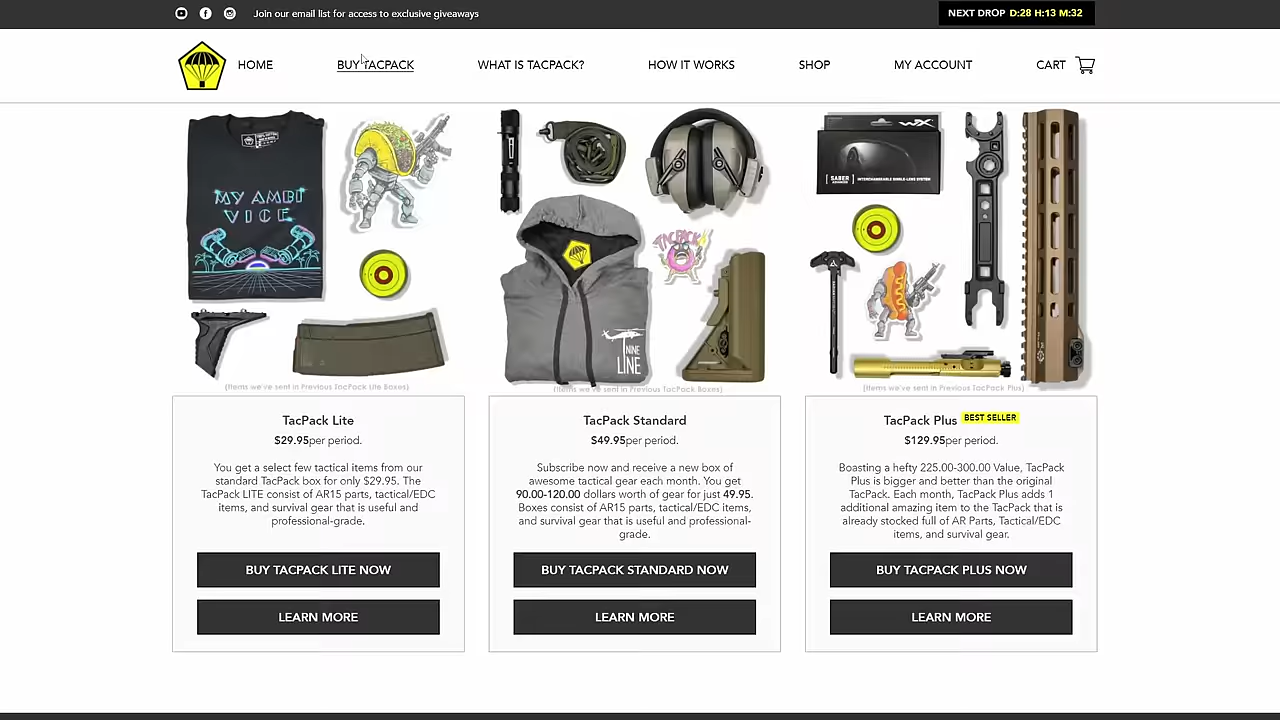 Join our email list for access to exclusive giveaways
NEXT DROP D:28 H:13 M:32
HOME
BUY TACPACK
WHAT IS TACPACK?
HOW IT WORKS
SHOP
MY ACCOUNT
CART
MY AMBI
VICE
TACPACK
NINE
LINE
WX
[ SABER ADVANCED ] INTERCHANGEABLE SINGLE-LENS SYSTEM
(Items we've sent in Previous TacPack Lite Boxes)
(Items we've sent in Previous TacPack Boxes)
(Items we've sent in Previous TacPack Plus)
TacPack Lite
$29.95per period.
You get a select few tactical items from our
standard TacPack box for only $29.95. The
TacPack LITE consist of AR15 parts, tactical/EDC
items, and survival gear that is useful and
professional-grade.
BUY TACPACK LITE NOW
LEARN MORE
TacPack Standard
$49.95per period.
Subscribe now and receive a new box of
awesome tactical gear each month. You get
90.00-120.00 dollars worth of gear for just 49.95.
Boxes consist of AR15 parts, tactical/EDC items,
and survival gear that is useful and professional-
grade.
BUY TACPACK STANDARD NOW
LEARN MORE
TacPack Plus BEST SELLER
$129.95per period.
Boasting a hefty 225.00-300.00 Value, TacPack
Plus is bigger and better than the original
TacPack. Each month, TacPack Plus adds 1
additional amazing item to the TacPack that is
already stocked full of AR Parts, Tactical/EDC
items, and survival gear.
BUY TACPACK PLUS NOW
LEARN MORE